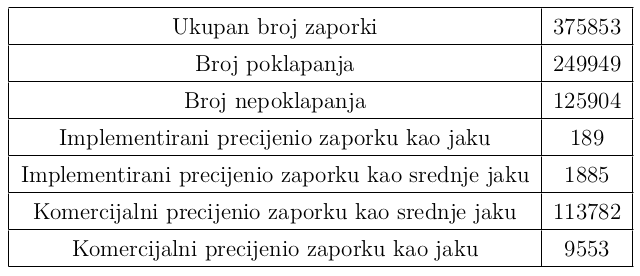 Ukupan broj zaporki 375853
Broj poklapanja 249949
Broj nepoklapanja 125904
Implementirani precijenio zaporku kao jaku 189
Implementirani precijenio zaporku kao srednje jaku 1885
Komercijalni precijenio zaporku kao srednje jaku 113782
Komercijalni precijenio zaporku kao jaku 9553